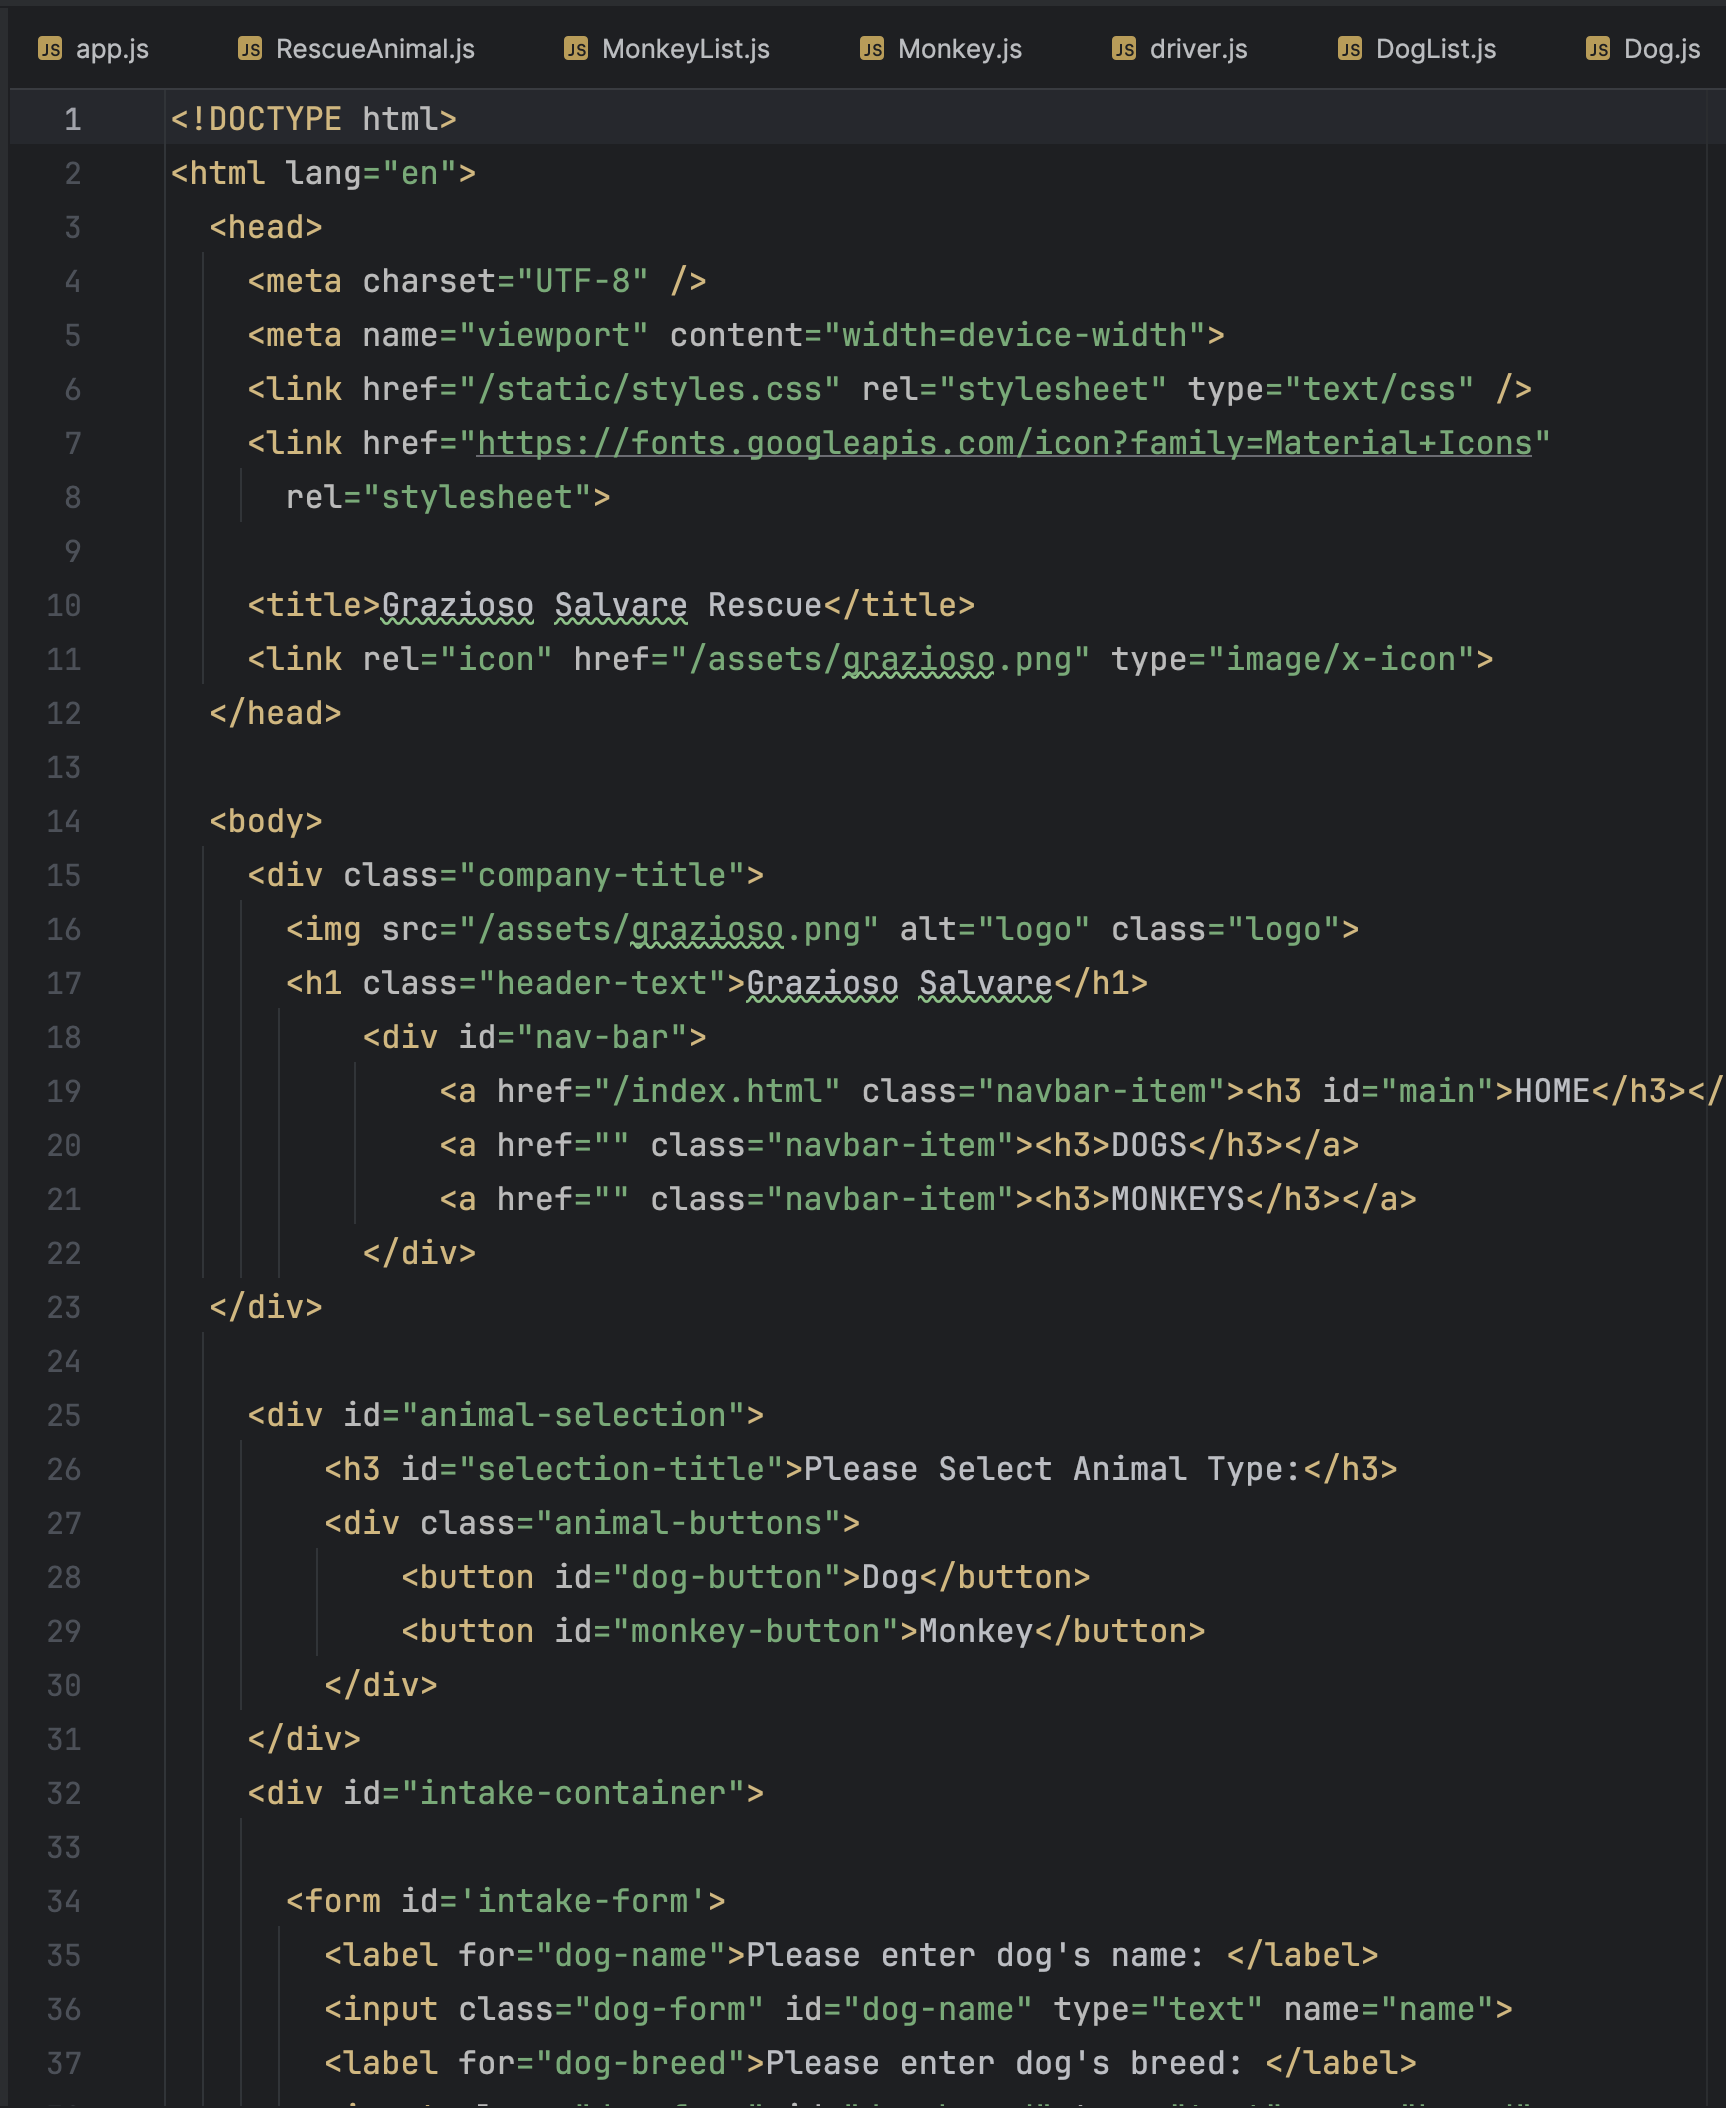 app.js RescueAnimal.js MonkeyList.js Monkey.js driver.js DogList.js Dog.js
1 <!DOCTYPE html>
2 <html lang="en">
3 <head>
4 <meta charset="UTF-8" />
5 <meta name="viewport" content="width=device-width">
6 <link href="/static/styles.css" rel="stylesheet" type="text/css" />
7 <link href="https://fonts.googleapis.com/icon?family=Material+Icons"
8 rel="stylesheet">
9
10 <title>Grazioso Salvare Rescue</title>
11 <link rel="icon" href="/assets/grazioso.png" type="image/x-icon">
12 </head>
13
14 <body>
15 <div class="company-title">
16 <img src="/assets/grazioso.png" alt="logo" class="logo">
17 <h1 class="header-text">Grazioso Salvare</h1>
18 <div id="nav-bar">
19 <a href="/index.html" class="navbar-item"><h3 id="main">HOME</h3></
20 <a href="" class="navbar-item"><h3>DOGS</h3></a>
21 <a href="" class="navbar-item"><h3>MONKEYS</h3></a>
22 </div>
23 </div>
24
25 <div id="animal-selection">
26 <h3 id="selection-title">Please Select Animal Type:</h3>
27 <div class="animal-buttons">
28 <button id="dog-button">Dog</button>
29 <button id="monkey-button">Monkey</button>
30 </div>
31 </div>
32 <div id="intake-container">
33
34 <form id='intake-form'>
35 <label for="dog-name">Please enter dog's name: </label>
36 <input class="dog-form" id="dog-name" type="text" name="name">
37 <label for="dog-breed">Please enter dog's breed: </label>